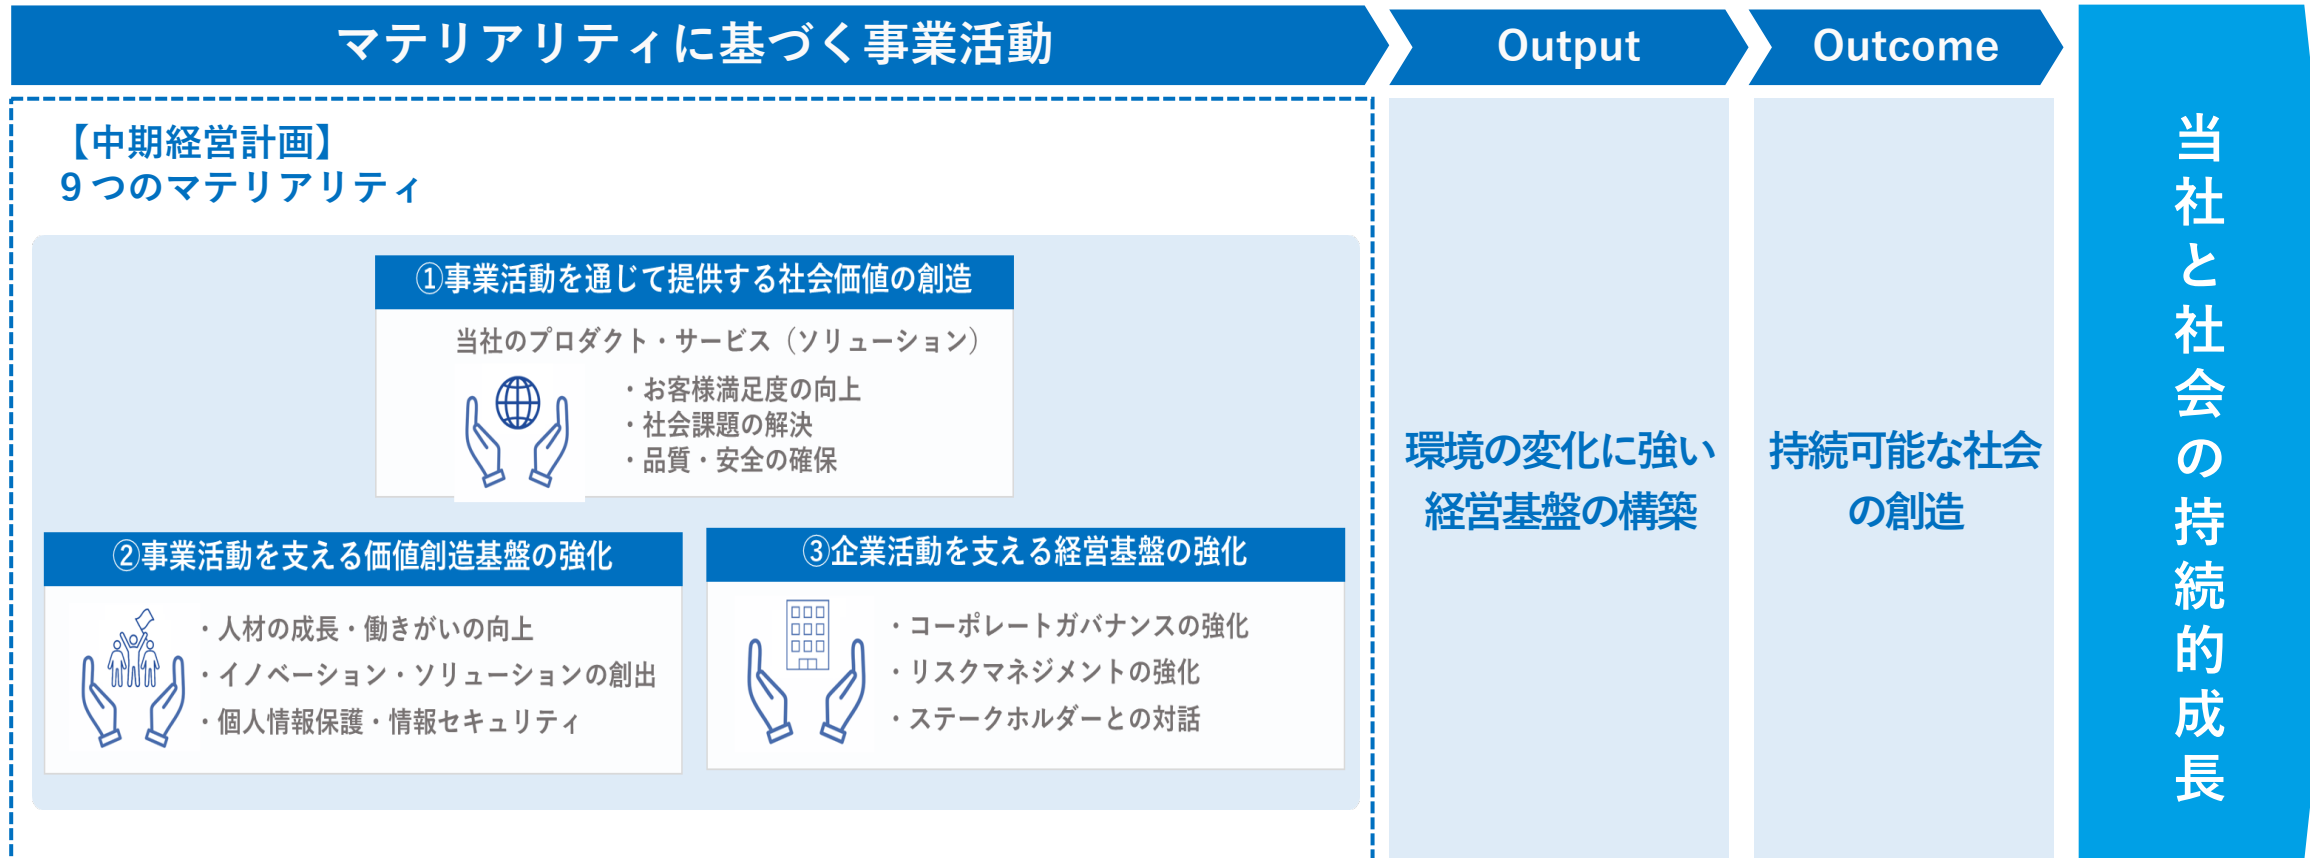 マテリアリティに基づく事業活動
Output
Outcome
【中期経営計画】
9つのマテリアリティ
①事業活動を通じて提供する社会価値の創造
当社のプロダクト・サービス（ソリューション）
・お客様満足度の向上
・社会課題の解決
・品質・安全の確保
②事業活動を支える価値創造基盤の強化
・人材の成長・働きがいの向上
・イノベーション・ソリューションの創出
・個人情報保護・情報セキュリティ
③企業活動を支える経営基盤の強化
・コーポレートガバナンスの強化
・リスクマネジメントの強化
・ステークホルダーとの対話
環境の変化に強い
経営基盤の構築
持続可能な社会
の創造
当社と社会の持続的成長